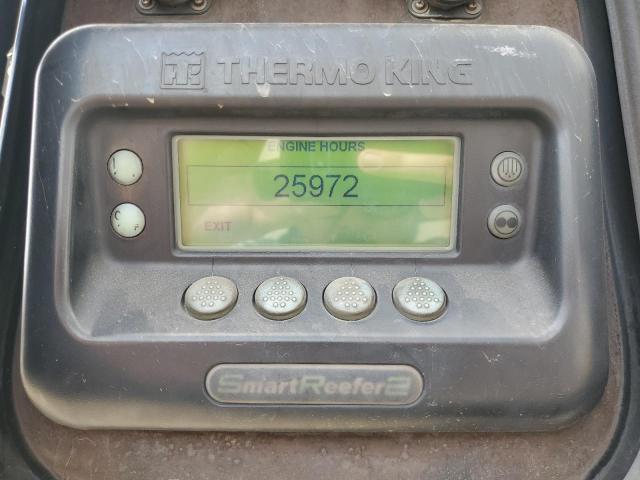 THERMO KING
ENGINE HOURS
25972
EXIT
SmartReefer2